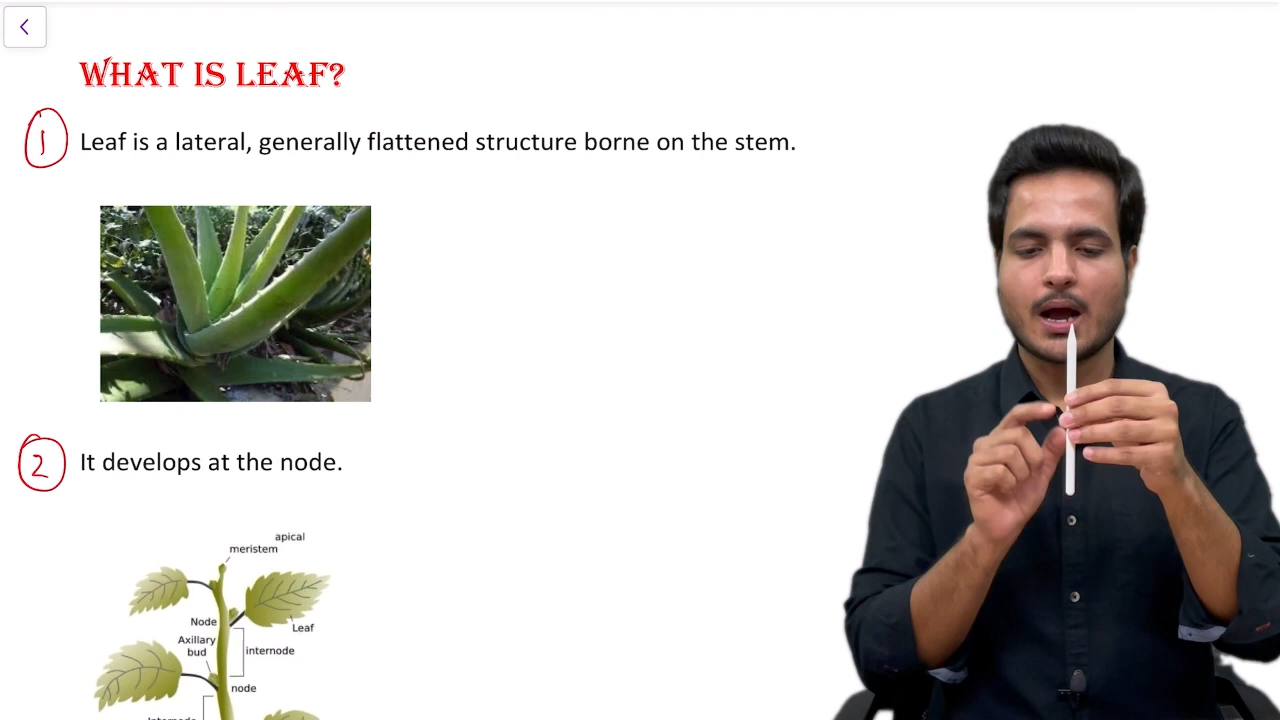 WHAT IS LEAF?
1 Leaf is a lateral, generally flattened structure borne on the stem.
2 It develops at the node.
apical
meristem
Node
Leaf
Axillary
bud
internode
node